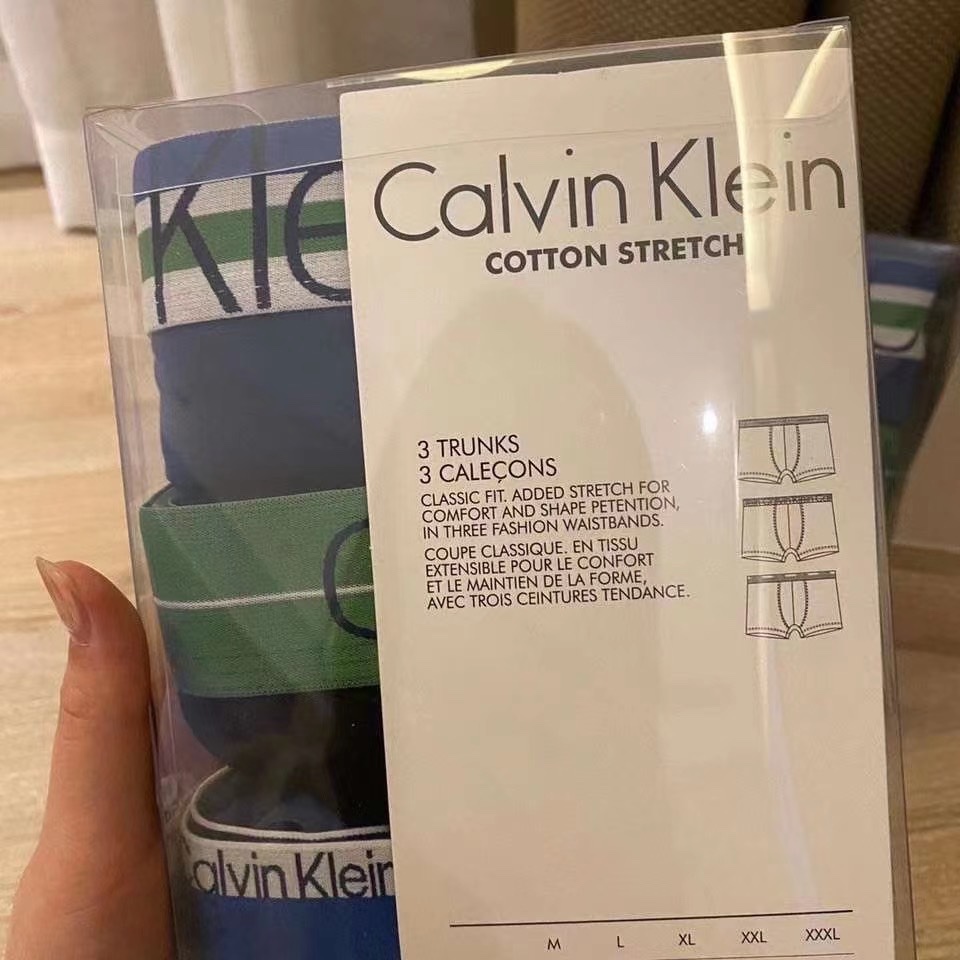 Calvin Klein
COTTON STRETCH
Kle
3 TRUNKS
3 CALEÇONS
CLASSIC FIT. ADDED STRETCH FOR
COMFORT AND SHAPE PETENTION,
IN THREE FASHION WAISTBANDS.
COUPE CLASSIQUE. EN TISSU
EXTENSIBLE POUR LE CONFORT
ET LE MAINTIEN DE LA FORME,
AVEC TROIS CEINTURES TENDANCE.
C
Calvin Klein
M L XL XXL XXXL